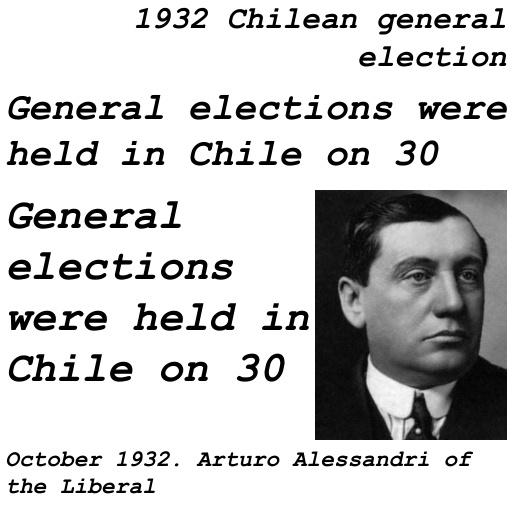 1932 Chilean general
election
General elections were
held in Chile on 30
General
elections
were held in
Chile on 30
October 1932. Arturo Alessandri of
the Liberal